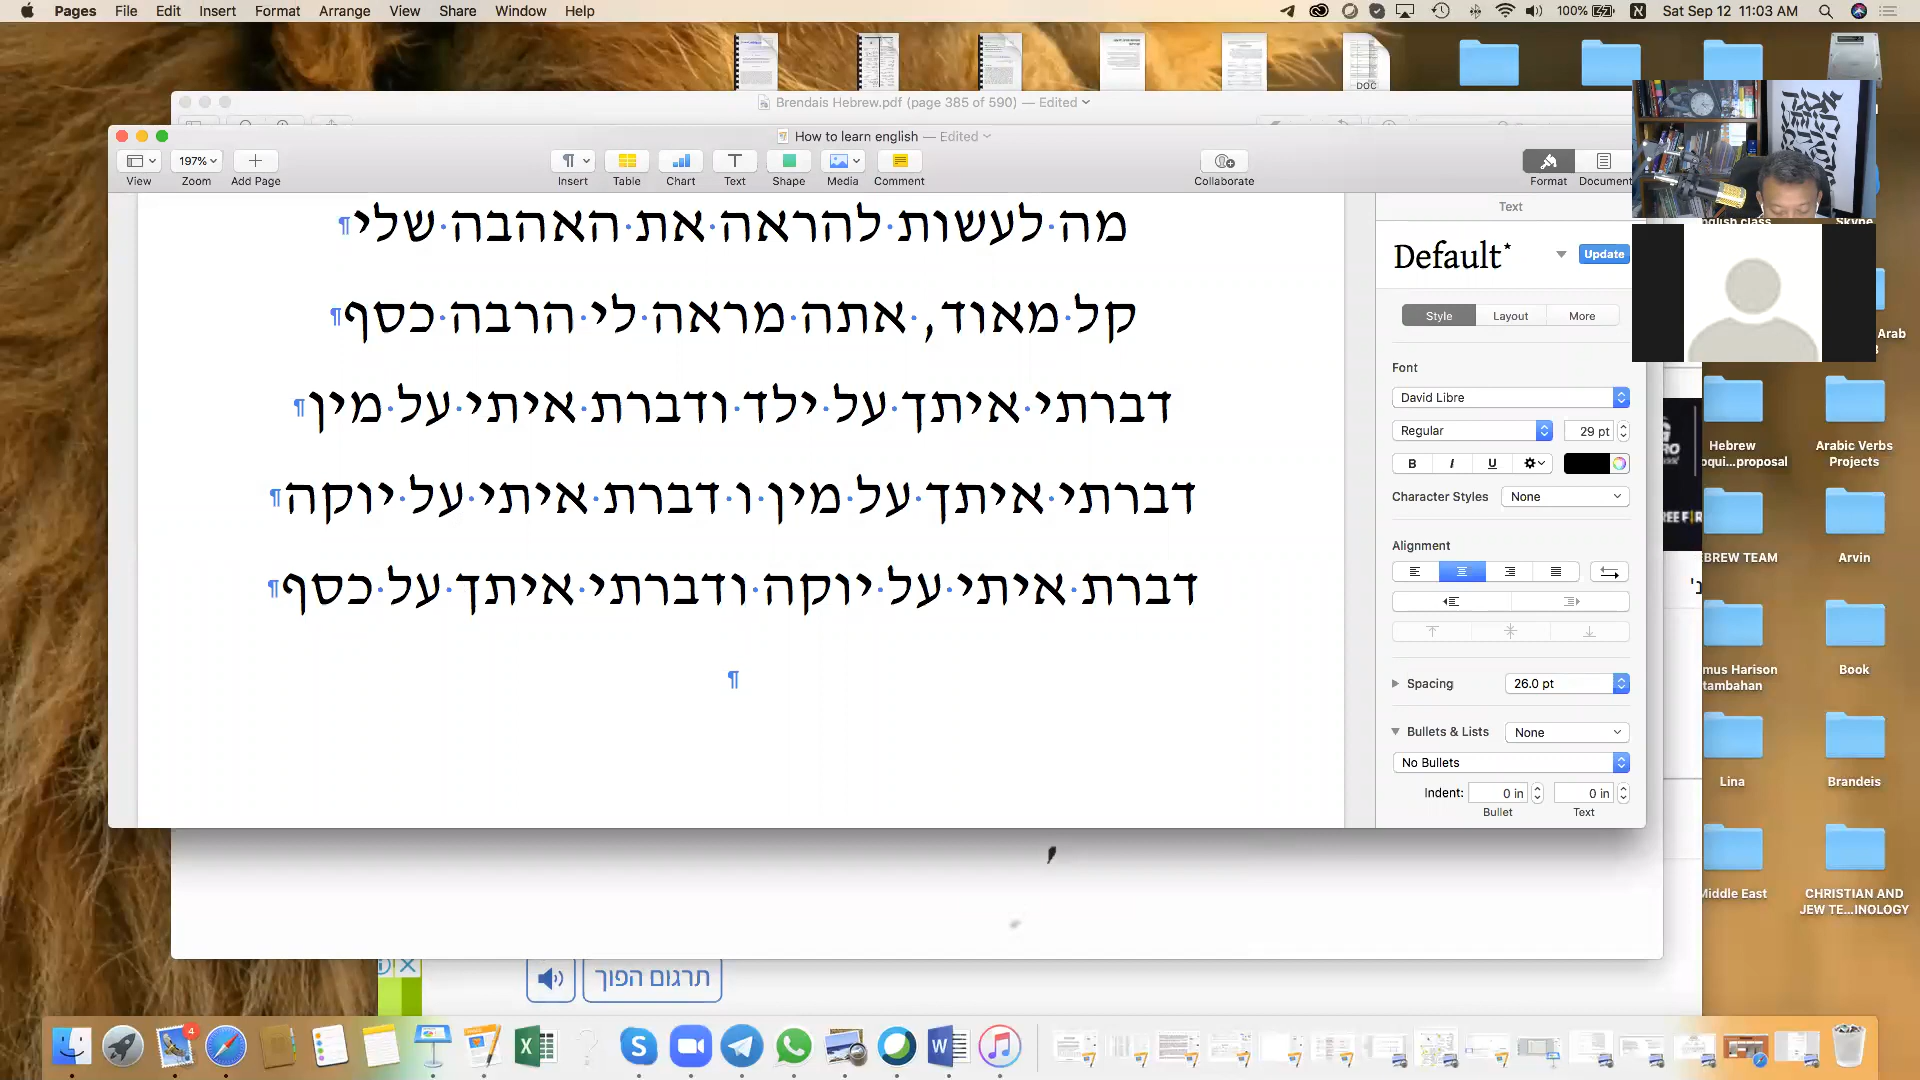 Pages File Edit Insert Format Arrange View Share Window Help
100% Sat Sep 12 11:03 AM
DOC
Brendais Hebrew.pdf (page 385 of 590) — Edited
How to learn english — Edited
197%
View Zoom Add Page Insert Table Chart Text Shape Media Comment Collaborate Format Document
מה לעשות להראה את האהבה שלי
קל מאוד, אתה מראה לי הרבה כסף
דברתי איתך על ילד ודברת איתי על מין
דברתי איתך על מין ו דברת איתי על יוקה
דברת איתי על יוקה ודברתי איתך על כסף
Text
Default*
Update
Style Layout More
Font
David Libre
Regular 29 pt
B I U
Character Styles None
Alignment
Spacing 26.0 pt
Bullets & Lists None
No Bullets
Indent: 0 in 0 in
Bullet Text
Skype
Arab
Hebrew
Arabic Verbs
Projects
Arvin
Book
Lina
Brandeis
Middle East
CHRISTIAN AND
JEW TE...INOLOGY
תרגום הפוך
4